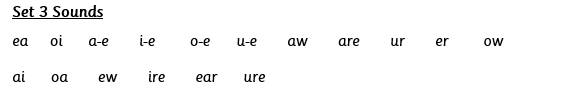 Set 3 Sounds
ea oi a-e i-e o-e u-e aw are ur er ow
ai oa ew ire ear ure